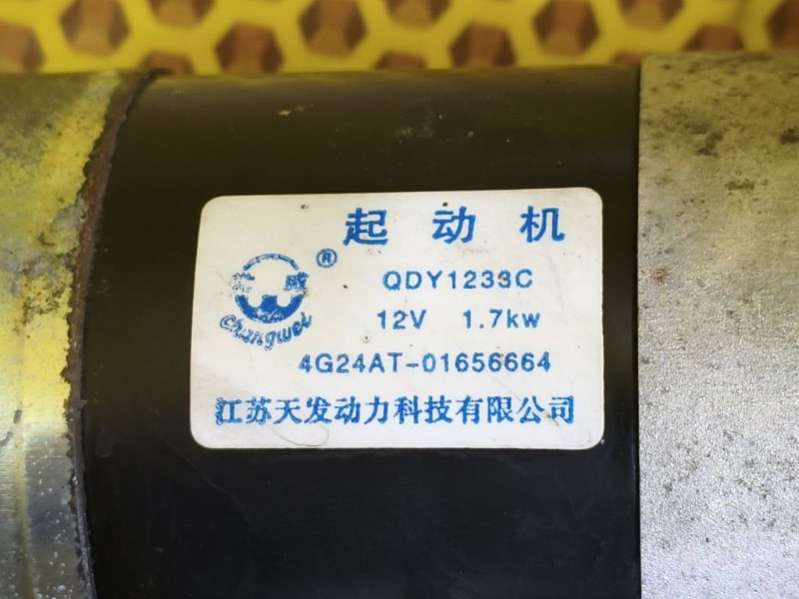 起动机
®
Changwei
QDY1233C
12V 1.7kw
4G24AT-01656664
江苏天发动力科技有限公司